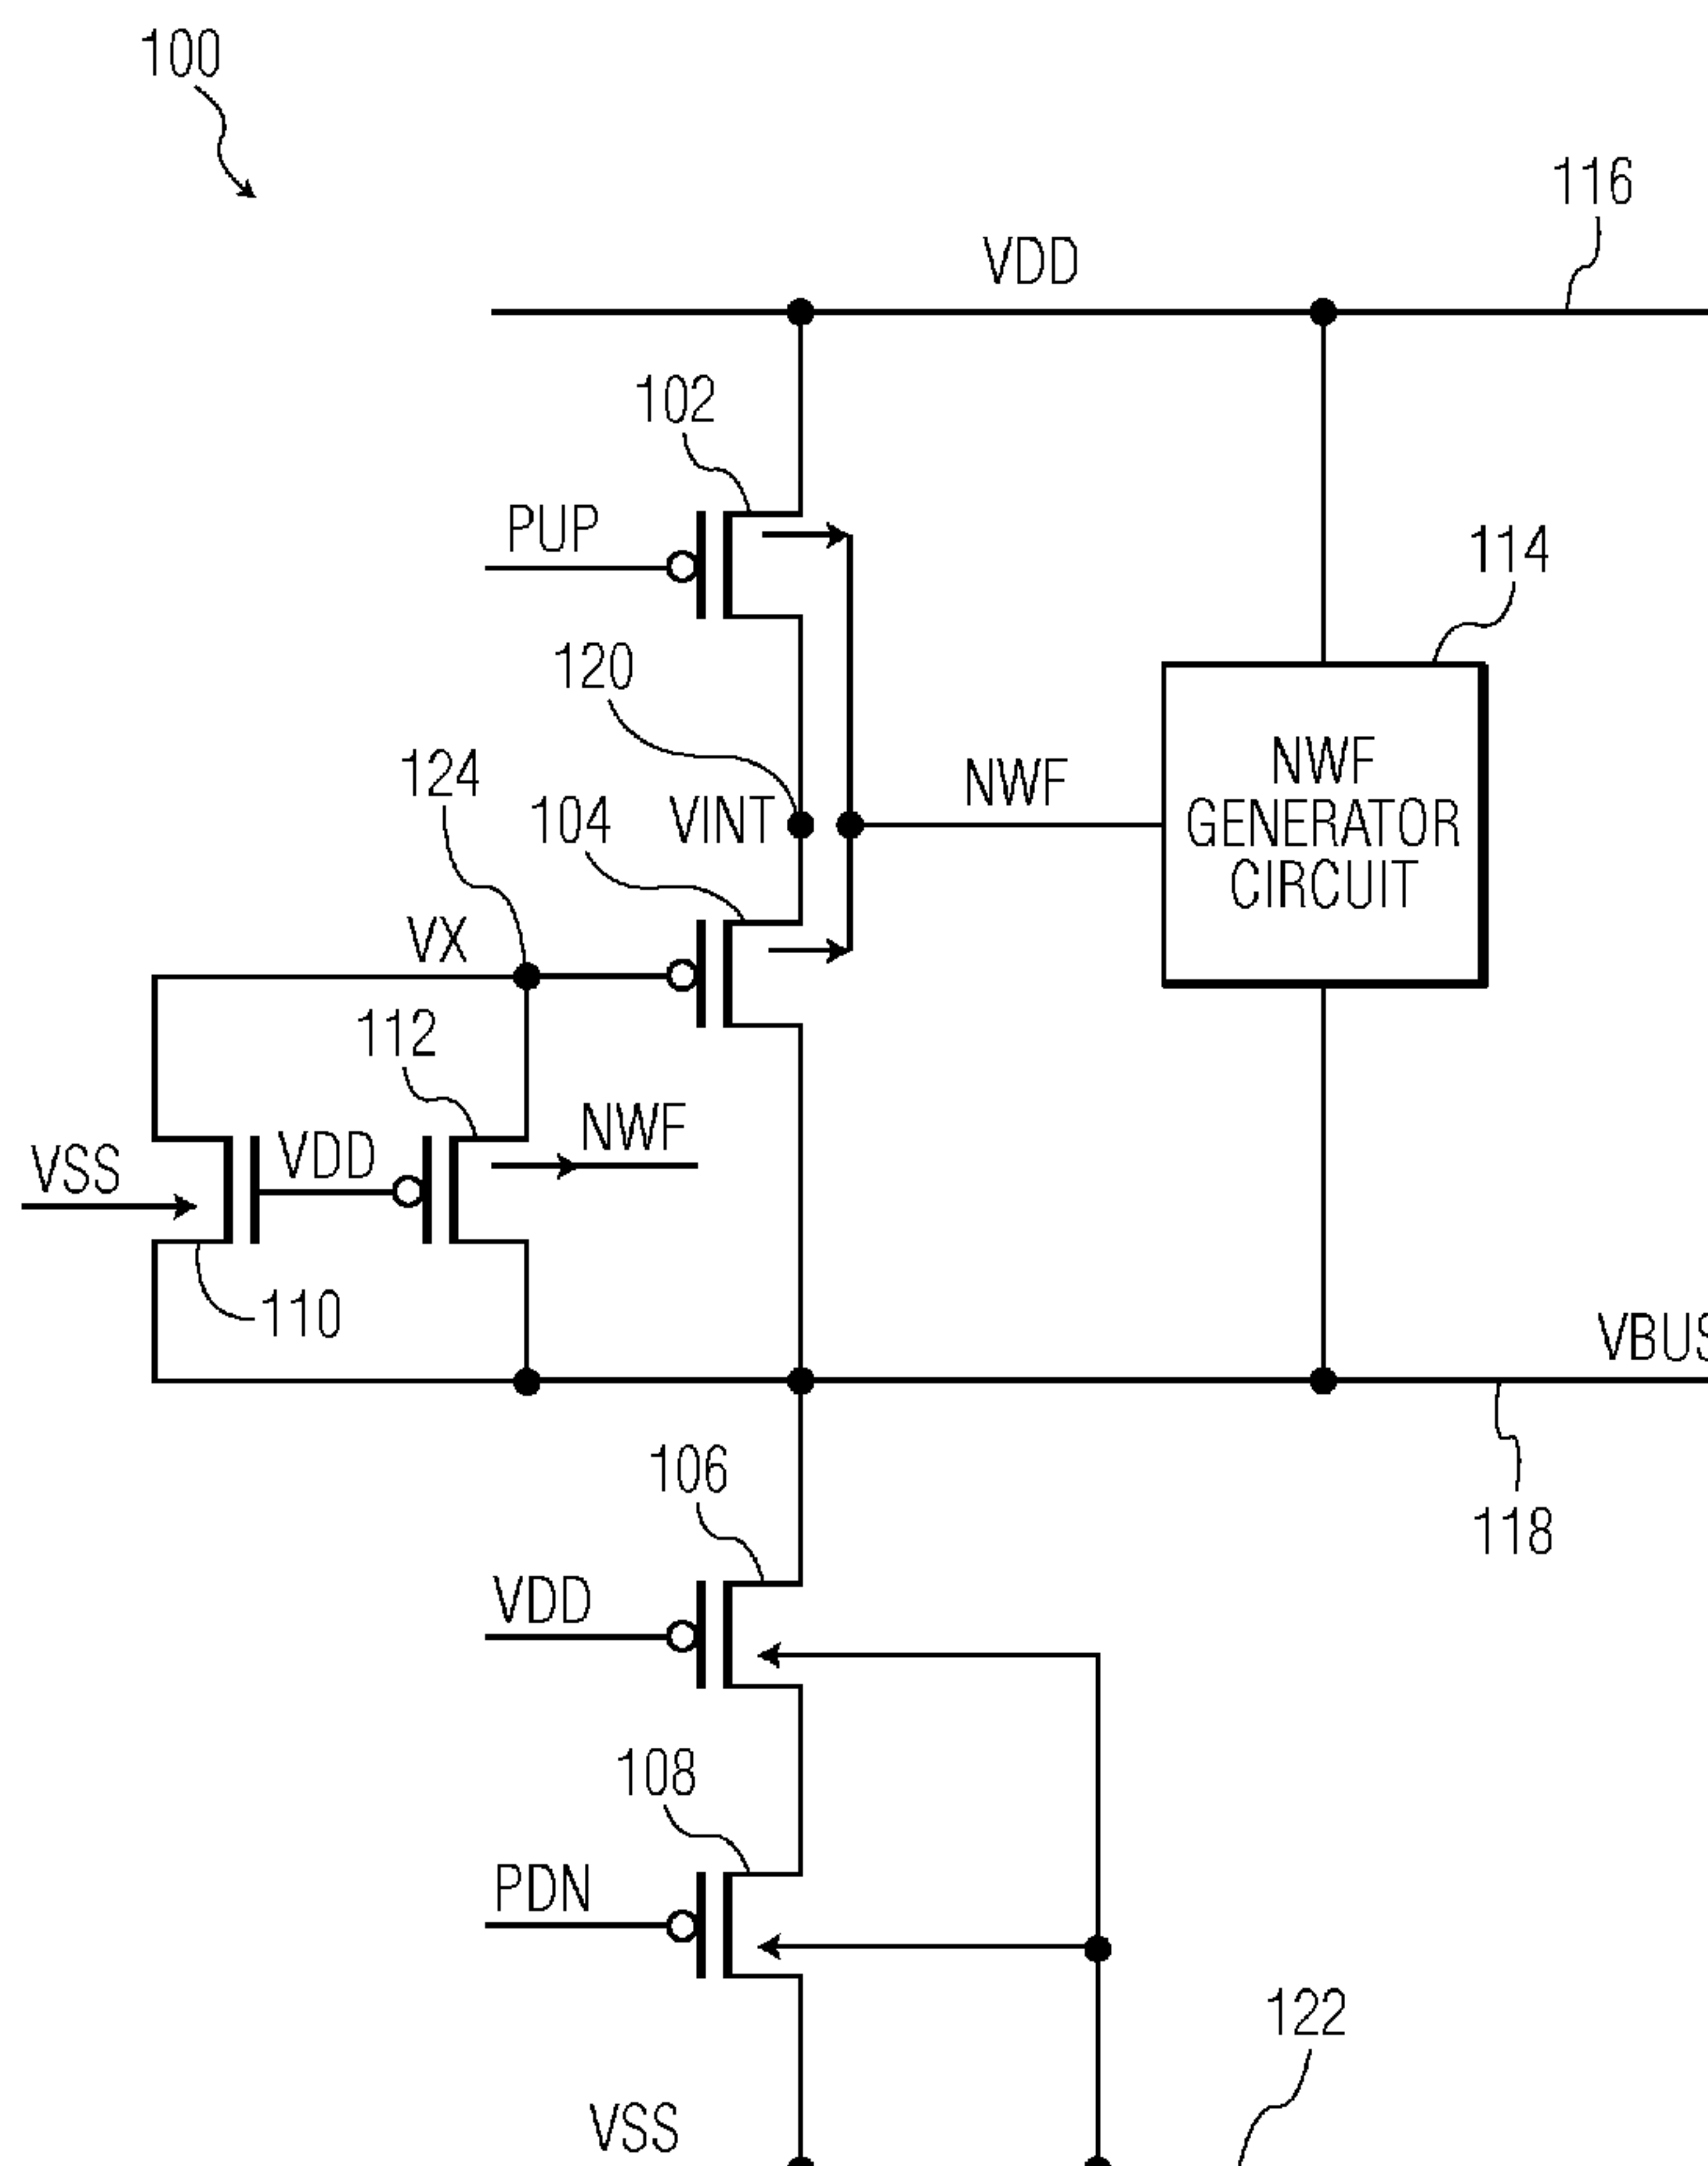 100
116
VDD
102
PUP
114
120
124
104
VINT
NWF
NWF
GENERATOR
CIRCUIT
VX
112
NWF
VSS
VDD
110
VBUS
106
118
VDD
108
PDN
122
VSS